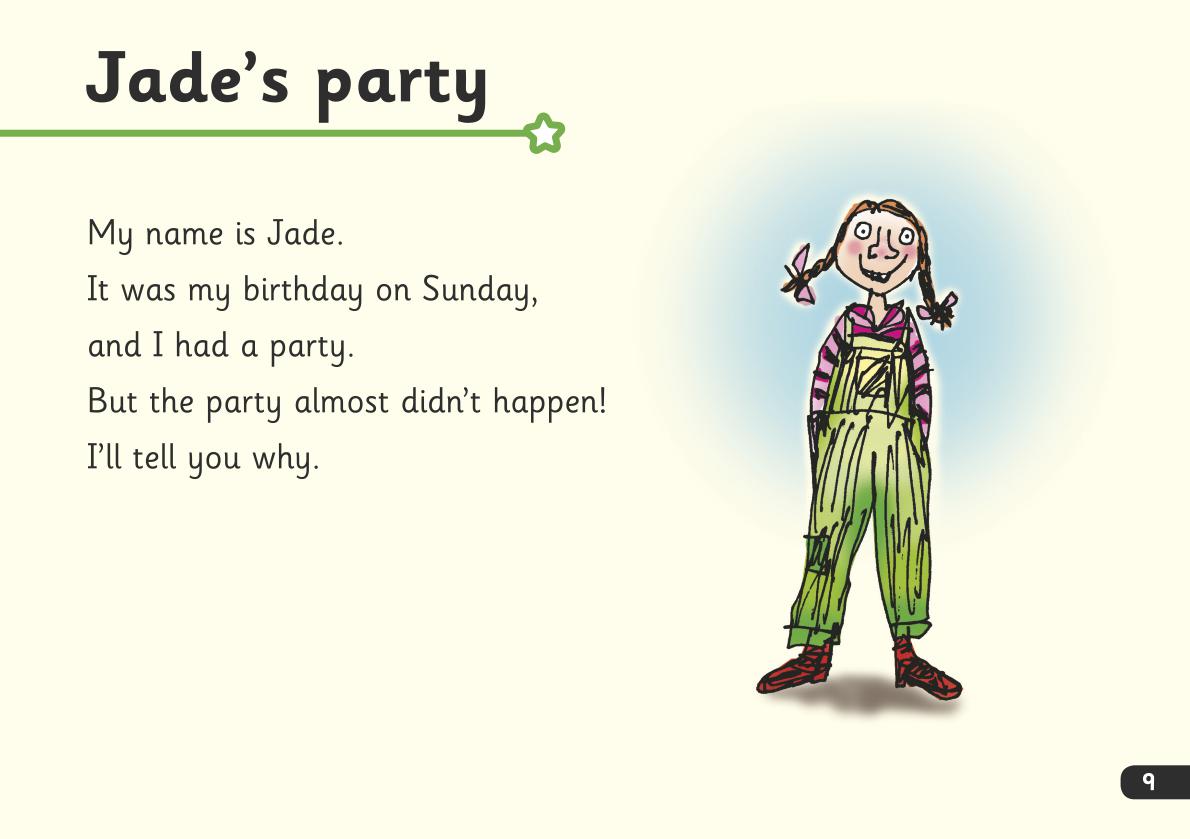 Jade’s party
My name is Jade.
It was my birthday on Sunday,
and I had a party.
But the party almost didn’t happen!
I’ll tell you why.
9